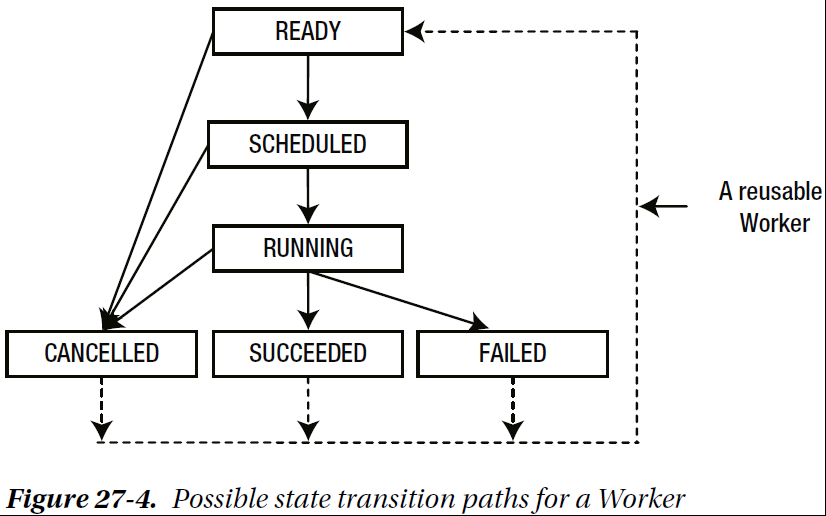 READY
SCHEDULED
A reusable
Worker
RUNNING
CANCELLED
SUCCEEDED
FAILED
Figure 27-4. Possible state transition paths for a Worker